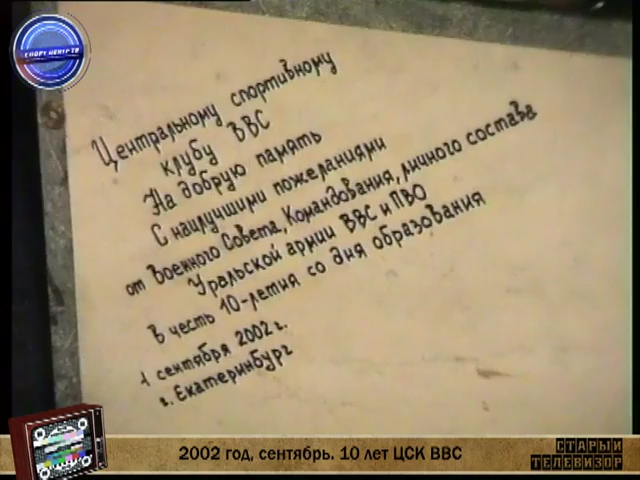 СПОРТ ЦЕНТР ТВ
Центральному спортивному
клубу ВВС
На добрую память
С наилучшими пожеланиями
от Военного Совета, Командования, личного состава
Уральской армии ВВС и ПВО
в честь 10-летия со дня образования
1 сентября 2002 г.
г. Екатеринбург
2002 год, сентябрь. 10 лет ЦСК ВВС
СТАРЫЙ
ТЕЛЕВИЗОР